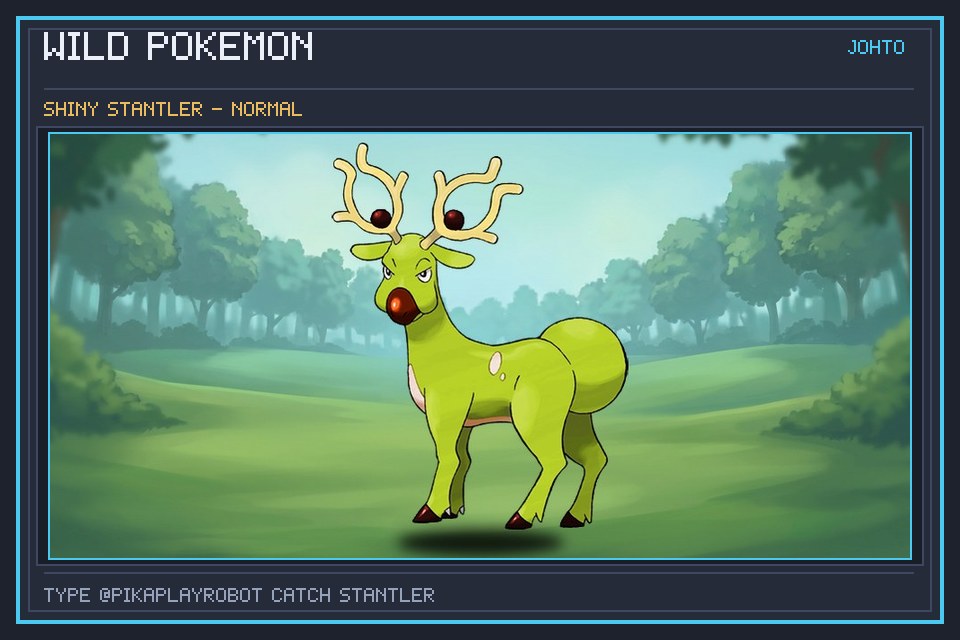 WILD POKEMON
JOHTO
SHINY STANTLER - NORMAL
TYPE @PIKAPLAYROBOT CATCH STANTLER